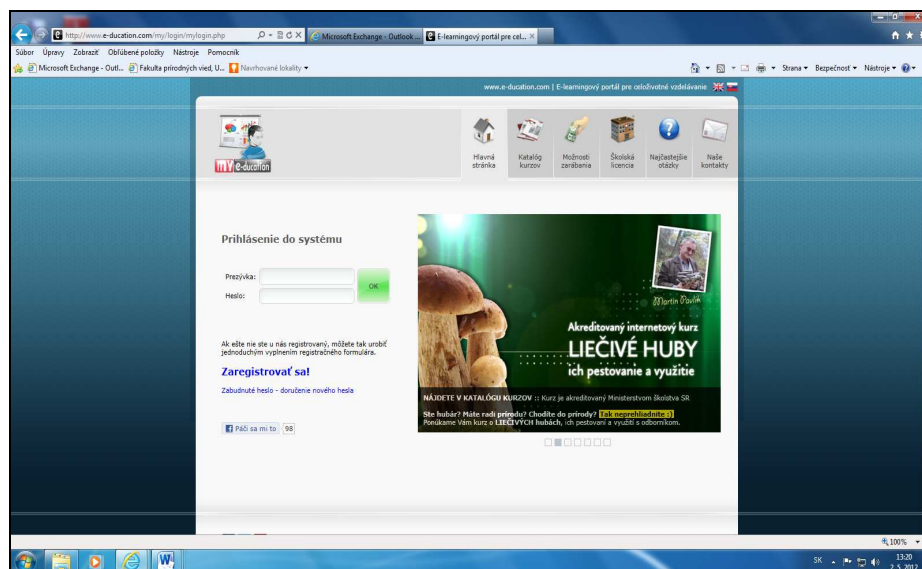 http://www.e-ducation.com/my/login/mylogin.php
Microsoft Exchange - Outlook ...
E-learningový portál pre cel...
Súbor Úpravy Zobraziť Obľúbené položky Nástroje Pomocník
Microsoft Exchange - Outl... Fakulta prírodných vied, U... Navrhované lokality
Strana Bezpečnosť Nástroje
www.e-ducation.com | E-learningový portál pre celoživotné vzdelávanie
my e-ducation
Hlavná stránka
Katalóg kurzov
Možnosti zarábania
Školská licencia
Najčastejšie otázky
Naše kontakty
Prihlásenie do systému
Prezývka:
Heslo:
OK
Ak ešte nie ste u nás registrovaný, môžete tak urobiť
jednoduchým vyplnením registračného formulára.
Zaregistrovať sa!
Zabudnuté heslo - doručenie nového hesla
Páči sa mi to 98
Martin Pavlík
Akreditovaný internetový kurz
LIEČIVÉ HUBY
ich pestovanie a využitie
NÁJDETE V KATALÓGU KURZOV :: Kurz je akreditovaný Ministerstvom školstva SR
Ste hubár? Máte radi prírodu? Chodíte do prírody? Tak neprehliadnite :)
Ponúkame Vám kurz o LIEČIVÝCH hubách, ich pestovaní a využití s odborníkom.
100%
SK
13:20
2. 5. 2012